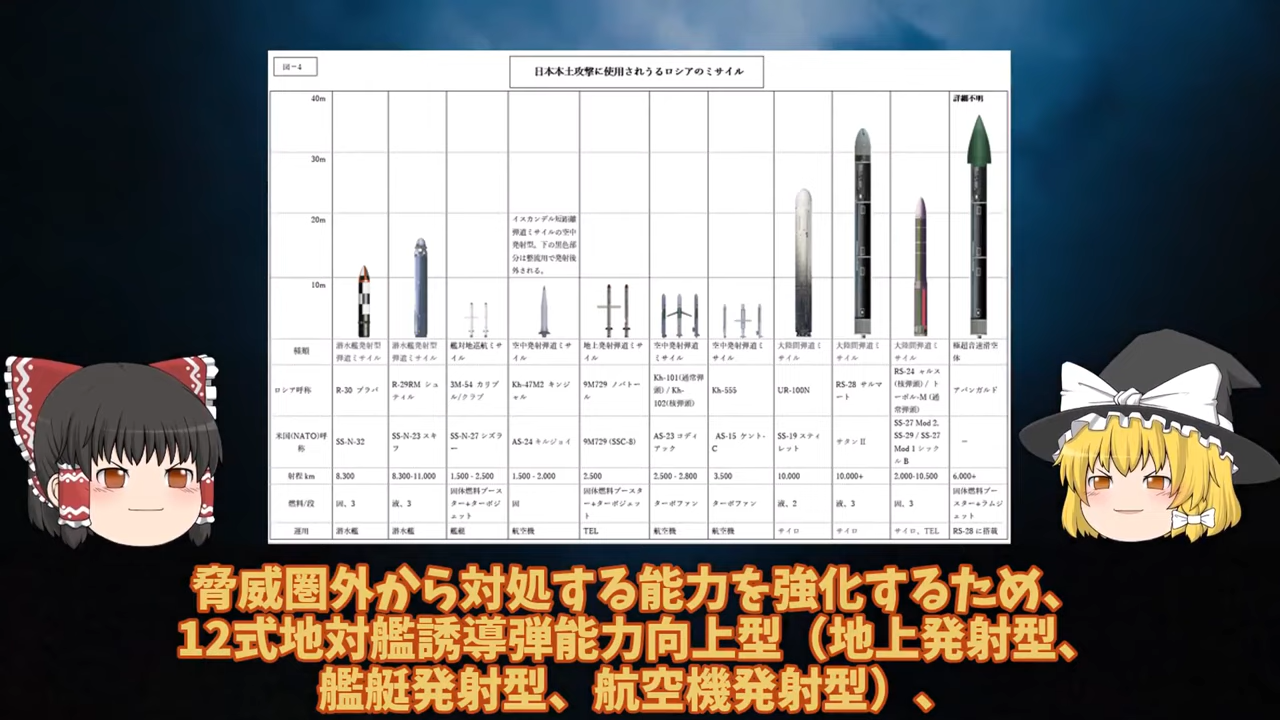 図-4
日本本土攻撃に使用されうるロシアのミサイル
40m
詳細不明
30m
20m
イスカンデル短距離
弾道ミサイルの空中
発射型。下の黒色部
分は整流用で発射後
外される。
10m
種類
潜水艦発射型
弾道ミサイル
潜水艦発射型
弾道ミサイル
艦対地巡航ミサ
イル
空中発射弾道ミサ
イル
地上発射弾道ミサ
イル
空中発射弾道
ミサイル
空中発射弾道ミ
サイル
大陸間弾道ミ
サイル
大陸間弾道ミ
サイル
大陸間弾道ミ
サイル
極超音速滑空
体
ロシア呼称
R-30 ブラバ
R-29RM シュ
ティル
3M-54 カリブ
ル/クラブ
Kh-47M2 キンジ
ャル
9M729 ノバトー
ル
Kh-101(通常弾
頭) / Kh-
102(核弾頭)
Kh-555
UR-100N
RS-28 サルマ
ート
RS-24 ャルス
(核弾頭) / ト
ーポル-M (通
常弾頭)
アバンガルド
米国(NATO)呼
称
SS-N-32
SS-N-23 スキ
フ
SS-N-27 シズラ
ー
AS-24 キルジョイ
9M729 (SSC-8)
AS-23 コディ
アック
AS-15 ケント-
C
SS-19 スティ
レット
サタンⅡ
SS-27 Mod 2,
SS-29 / SS-27
Mod 1 シック
ル B
–
射程 km
8.300
8.300-11.000
1.500 - 2.500
1.500 - 2.000
2.500
2.500 - 2.800
3.500
10.000
10.000+
2.000-10.500
6.000+
燃料/段
固、3
液、3
固体燃料ブース
ター+ターボジ
ェット
固
固体燃料ブースタ
ー+ターボジェッ
ト
ターボファン
ターボファン
液、2
液、3
固、3
固体燃料ブー
スター+ラムジ
ェット
運用
潜水艦
潜水艦
艦艇
航空機
TEL
航空機
航空機
サイロ
サイロ
サイロ、TEL
RS-28 に搭載
脅威圏外から対処する能力を強化するため、
12式地対艦誘導弾能力向上型（地上発射型、
艦艇発射型、航空機発射型）、